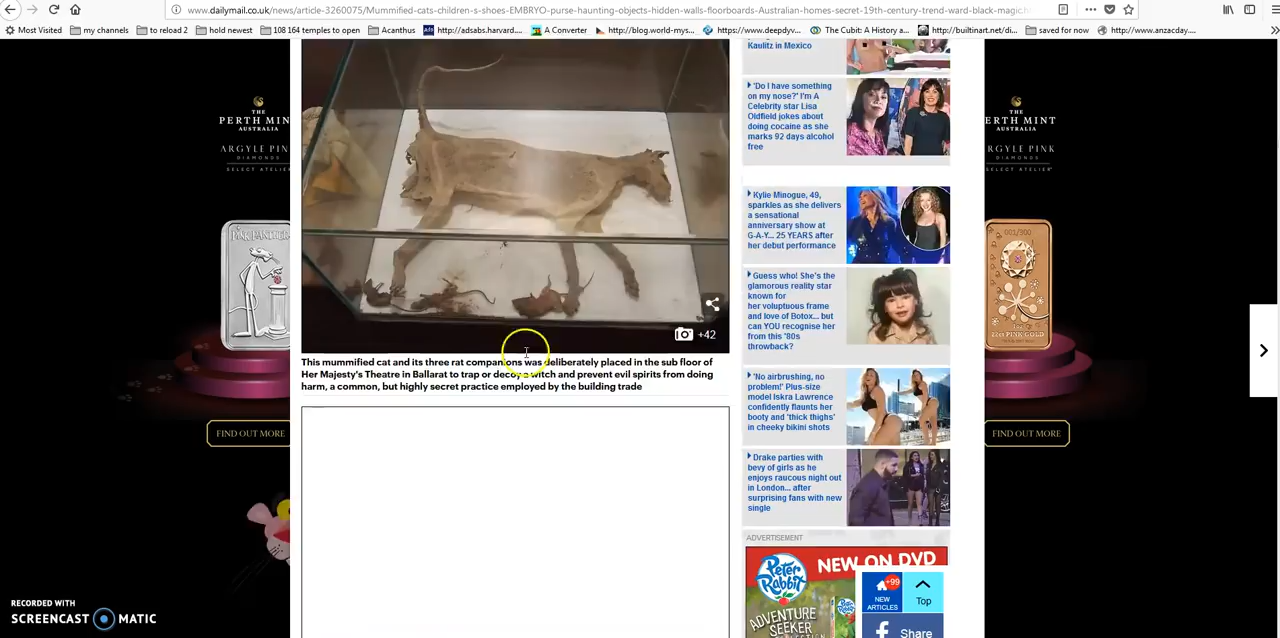 www.dailymail.co.uk/news/article-3260075/Mummified-cats-children-s-shoes-EMBRYO-purse-haunting-objects-hidden-walls-floorboards-Australian-homes-secret-19th-century-trend-ward-black-magic.h
Most Visited
my channels
to reload 2
hold newest
108 164 temples to open
Acanthus
http://adsabs.harvard....
A Converter
http://blog.world-mys...
https://www.deepdyv...
The Cubit: A History a...
http://builtinart.net/di...
saved for now
http://www.anzacday....
THE
PERTH MINT
AUSTRALIA
ARGYLE PIN
DIAMONDS
SELECT ATELIER
PINK PANTHER
FIND OUT MORE
+42
This mummified cat and its three rat companions was deliberately placed in the sub floor of
Her Majesty's Theatre in Ballarat to trap or decoy a witch and prevent evil spirits from doing
harm, a common, but highly secret practice employed by the building trade
Kaulitz in Mexico
'Do I have something
on my nose?' I'm A
Celebrity star Lisa
Oldfield jokes about
doing cocaine as she
marks 92 days alcohol
free
Kylie Minogue, 49,
sparkles as she delivers
a sensational
anniversary show at
G-A-Y... 25 YEARS after
her debut performance
Guess who! She's the
glamorous reality star
known for
her voluptuous frame
and love of Botox... but
can YOU recognise her
from this '80s
throwback?
'No airbrushing, no
problem!' Plus-size
model Iskra Lawrence
confidently flaunts her
booty and 'thick thighs'
in cheeky bikini shots
Drake parties with
bevy of girls as he
enjoys raucous night out
in London... after
surprising fans with new
single
ADVERTISEMENT
NEW ON DVD
Peter
Rabbit
ADVENTURE
SEEKER
+99
NEW
ARTICLES
Top
Share
THE
PERTH MINT
AUSTRALIA
RGYLE PINK
DIAMONDS
SELECT ATELIER
001/300
PINK GOLD
FIND OUT MORE
RECORDED WITH
SCREENCAST MATIC